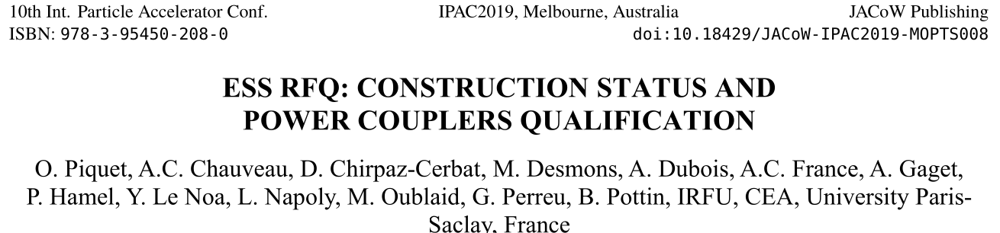 10th Int. Particle Accelerator Conf. IPAC2019, Melbourne, Australia JACoW Publishing
ISBN: 978-3-95450-208-0 doi:10.18429/JACoW-IPAC2019-MOPTS008
ESS RFQ: CONSTRUCTION STATUS AND
POWER COUPLERS QUALIFICATION
O. Piquet, A.C. Chauveau, D. Chirpaz-Cerbat, M. Desmons, A. Dubois, A.C. France, A. Gaget,
P. Hamel, Y. Le Noa, L. Napoly, M. Oublaid, G. Perreu, B. Pottin, IRFU, CEA, University Paris-
Saclay, France